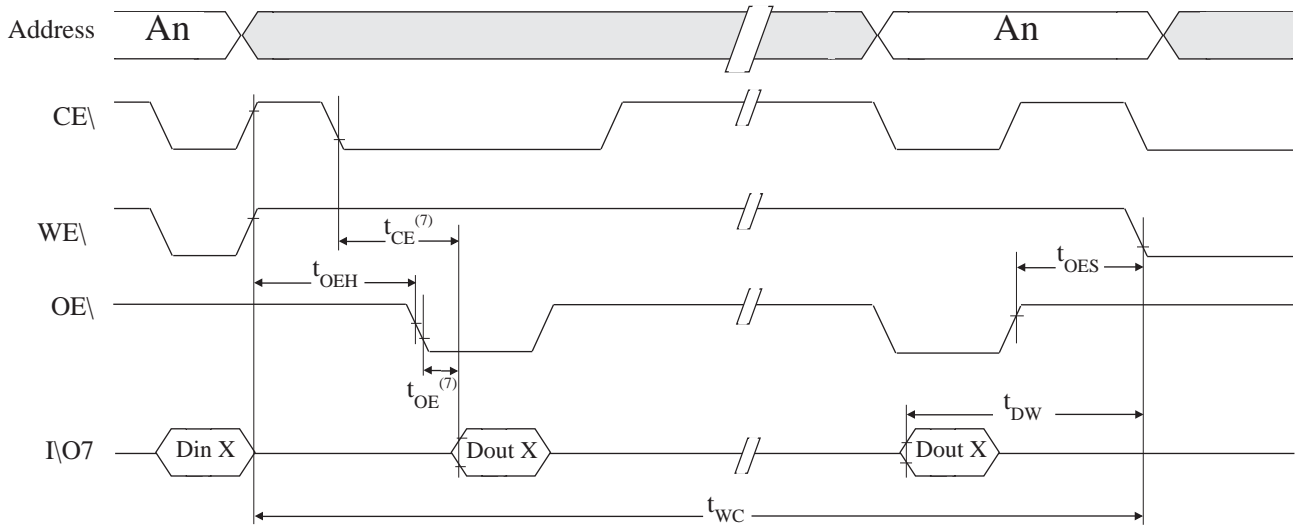 Address An An
CE\
WE\
tCE(7)
tOEH
tOES
OE\
tOE(7)
tDW
I\O7 Din X Dout X Dout X
tWC